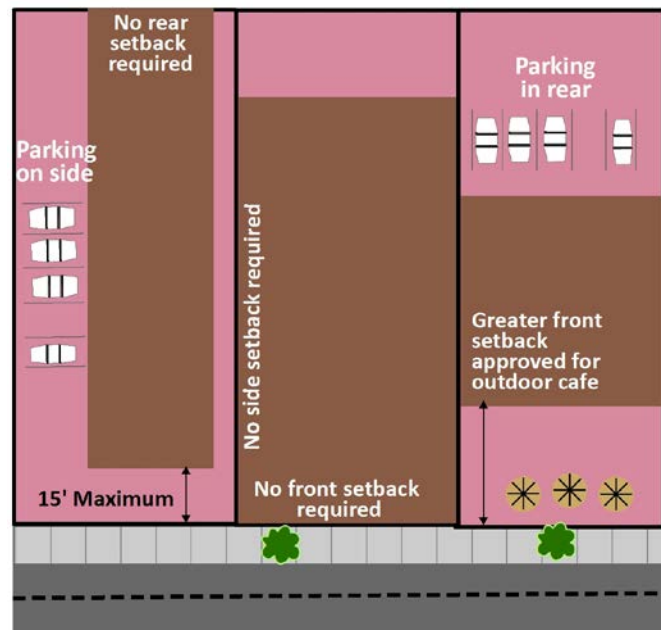 No rear
setback
required
Parking
on side
15' Maximum
No side setback required
No front setback
required
Parking
in rear
Greater front
setback
approved for
outdoor cafe